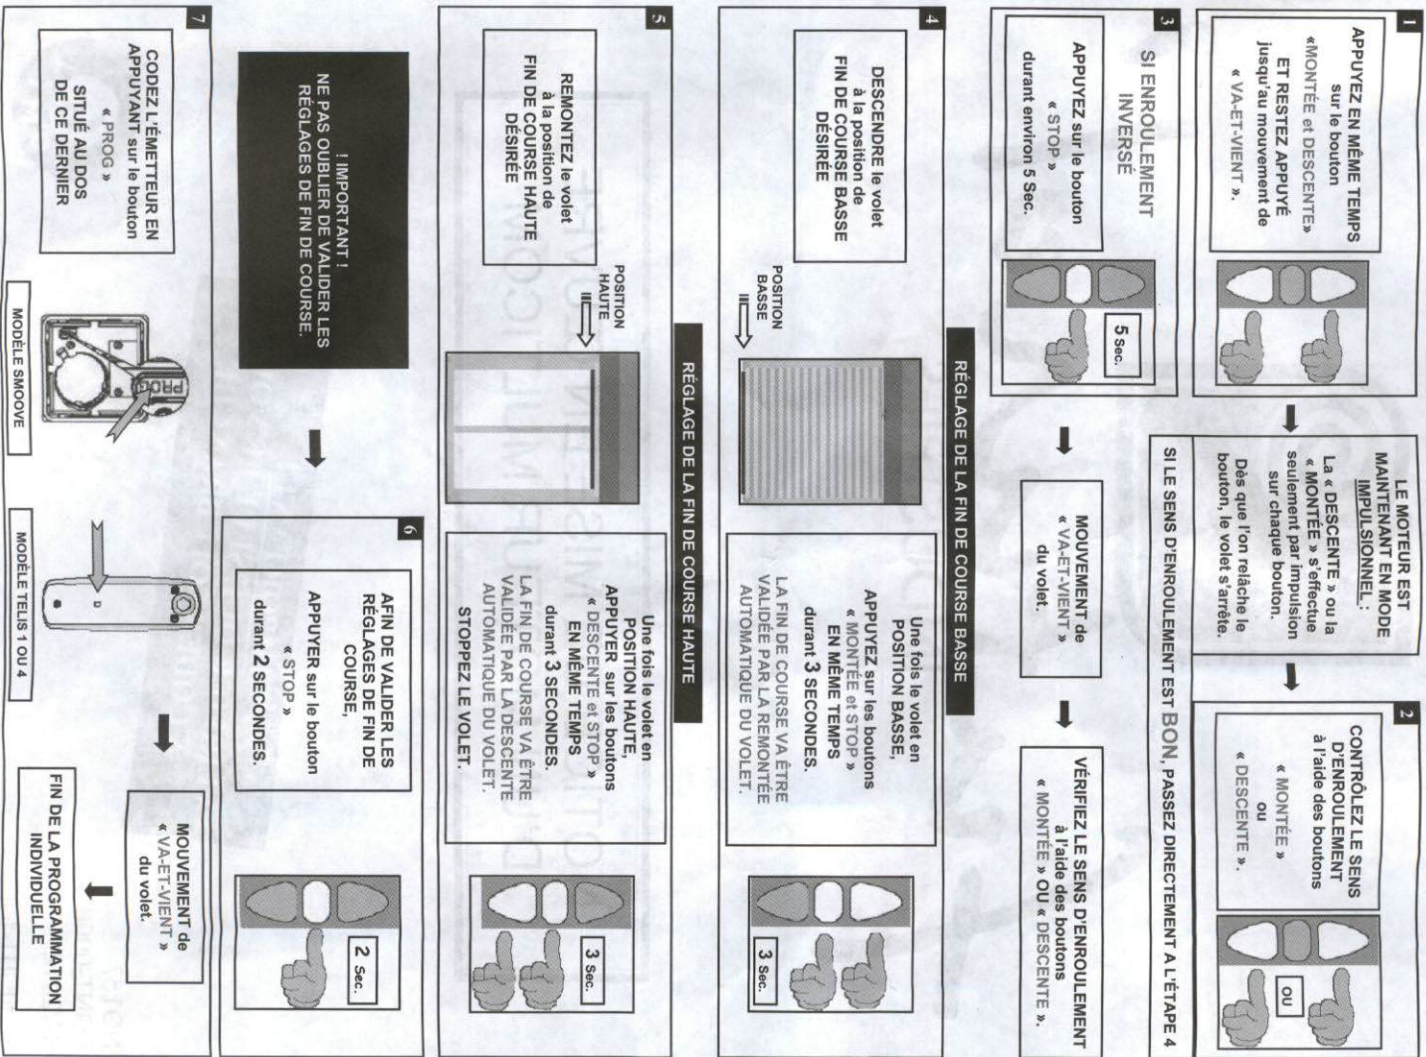 1
APPUYEZ EN MÊME TEMPS
sur le bouton
«MONTÉE et DESCENTE»
ET RESTEZ APPUYÉ
jusqu'au mouvement de
« VA-ET-VIENT ».
LE MOTEUR EST
MAINTENANT EN MODE
IMPULSIONNEL :
La « DESCENTE » ou la
« MONTÉE » s'effectue
seulement par impulsion
sur chaque bouton.
Dès que l'on relâche le
bouton, le volet s'arrête.
2
CONTRÔLEZ LE SENS
D'ENROULEMENT
à l'aide des boutons
« MONTÉE »
ou
« DESCENTE ».
OU
SI LE SENS D'ENROULEMENT EST BON, PASSEZ DIRECTEMENT A L'ÉTAPE 4
3
SI ENROULEMENT
INVERSÉ
APPUYEZ sur le bouton
« STOP »
durant environ 5 Sec.
5 Sec.
MOUVEMENT de
« VA-ET-VIENT »
du volet.
VÉRIFIEZ LE SENS D'ENROULEMENT
à l'aide des boutons
« MONTÉE » OU « DESCENTE ».
RÉGLAGE DE LA FIN DE COURSE BASSE
4
DESCENDRE le volet
à la position de
FIN DE COURSE BASSE
DÉSIRÉE
POSITION
BASSE
Une fois le volet en
POSITION BASSE,
APPUYEZ sur les boutons
« MONTÉE et STOP »
EN MÊME TEMPS
durant 3 SECONDES.
LA FIN DE COURSE VA ÊTRE
VALIDÉE PAR LA REMONTÉE
AUTOMATIQUE DU VOLET.
3 Sec.
RÉGLAGE DE LA FIN DE COURSE HAUTE
5
REMONTEZ le volet
à la position de
FIN DE COURSE HAUTE
DÉSIRÉE
POSITION
HAUTE
Une fois le volet en
POSITION HAUTE,
APPUYER sur les boutons
« DESCENTE et STOP »
EN MÊME TEMPS
durant 3 SECONDES.
LA FIN DE COURSE VA ÊTRE
VALIDÉE PAR LA DESCENTE
AUTOMATIQUE DU VOLET.
STOPPEZ LE VOLET.
3 Sec.
! IMPORTANT !
NE PAS OUBLIER DE VALIDER LES
RÉGLAGES DE FIN DE COURSE.
6
AFIN DE VALIDER LES
RÉGLAGES DE FIN DE
COURSE,
APPUYER sur le bouton
« STOP »
durant 2 SECONDES.
2 Sec.
7
CODEZ L'ÉMETTEUR EN
APPUYANT sur le bouton
« PROG »
SITUÉ AU DOS
DE CE DERNIER
PROG
MODÈLE SMOOVE
MODÈLE TELIS 1 OU 4
MOUVEMENT de
« VA-ET-VIENT »
du volet.
FIN DE LA PROGRAMMATION
INDIVIDUELLE